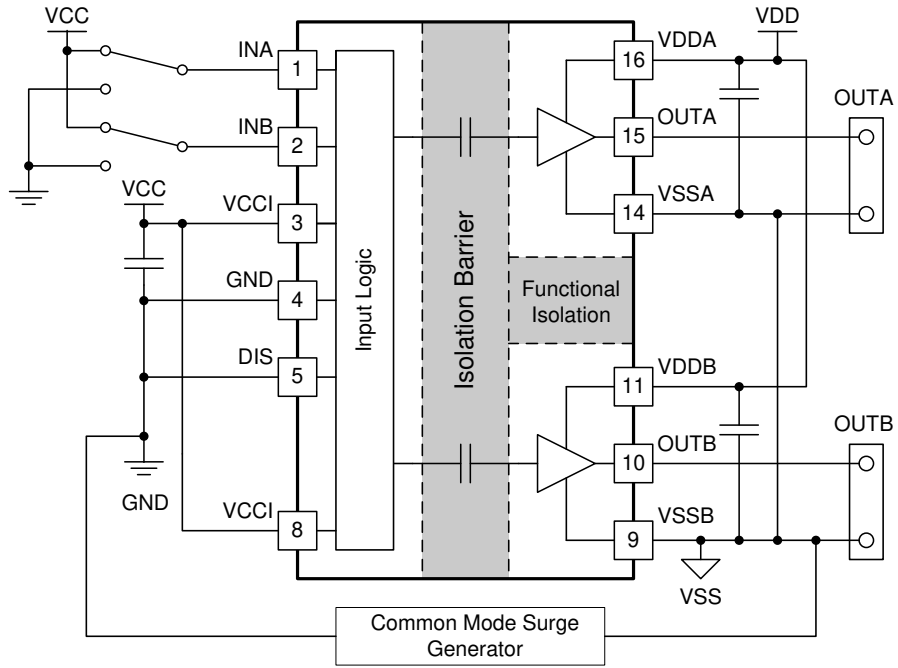 VCC
VDD
INA
1
16
VDDA
OUTA
INB
2
15
OUTA
VCC
VCCI
3
14
VSSA
GND
4
Input Logic
Isolation Barrier
Functional
Isolation
DIS
5
11
VDDB
OUTB
10
OUTB
GND
VCCI
8
9
VSSB
VSS
Common Mode Surge
Generator